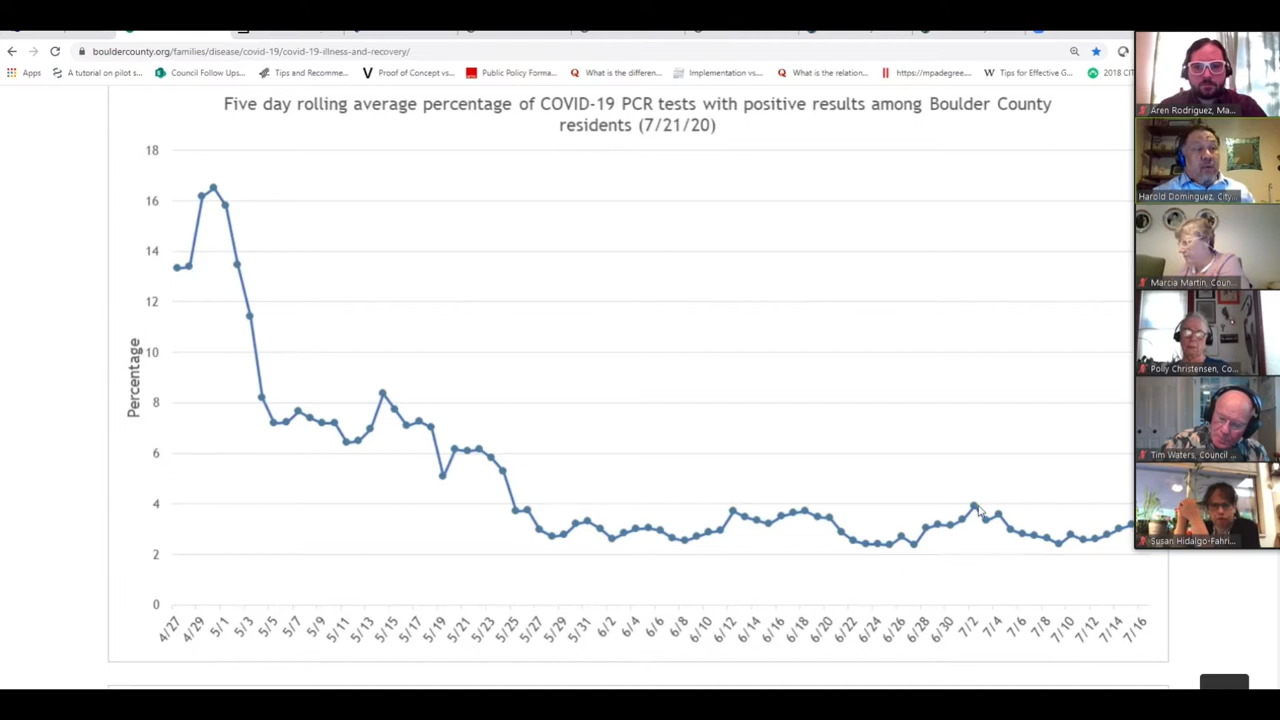 bouldercounty.org/families/disease/covid-19/covid-19-illness-and-recovery/
Apps
A tutorial on pilot s...
Council Follow Ups...
Tips and Recomme...
Proof of Concept vs...
Public Policy Forma...
What is the differen...
Implementation vs...
What is the relation...
https://mpadegree...
Tips for Effective G...
2018 CIT
Five day rolling average percentage of COVID-19 PCR tests with positive results among Boulder County
residents (7/21/20)
18
16
14
12
10
8
6
4
2
0
Percentage
4/27
4/29
5/1
5/3
5/5
5/7
5/9
5/11
5/13
5/15
5/17
5/19
5/21
5/23
5/25
5/27
5/29
5/31
6/2
6/4
6/6
6/8
6/10
6/12
6/14
6/16
6/18
6/20
6/22
6/24
6/26
6/28
6/30
7/2
7/4
7/6
7/8
7/10
7/12
7/14
7/16
Aren Rodriguez, Ma...
Harold Dominguez, City...
Marcia Martin, Coun...
Polly Christensen, Co...
Tim Waters, Council ...
Susan Hidalgo-Fahri...